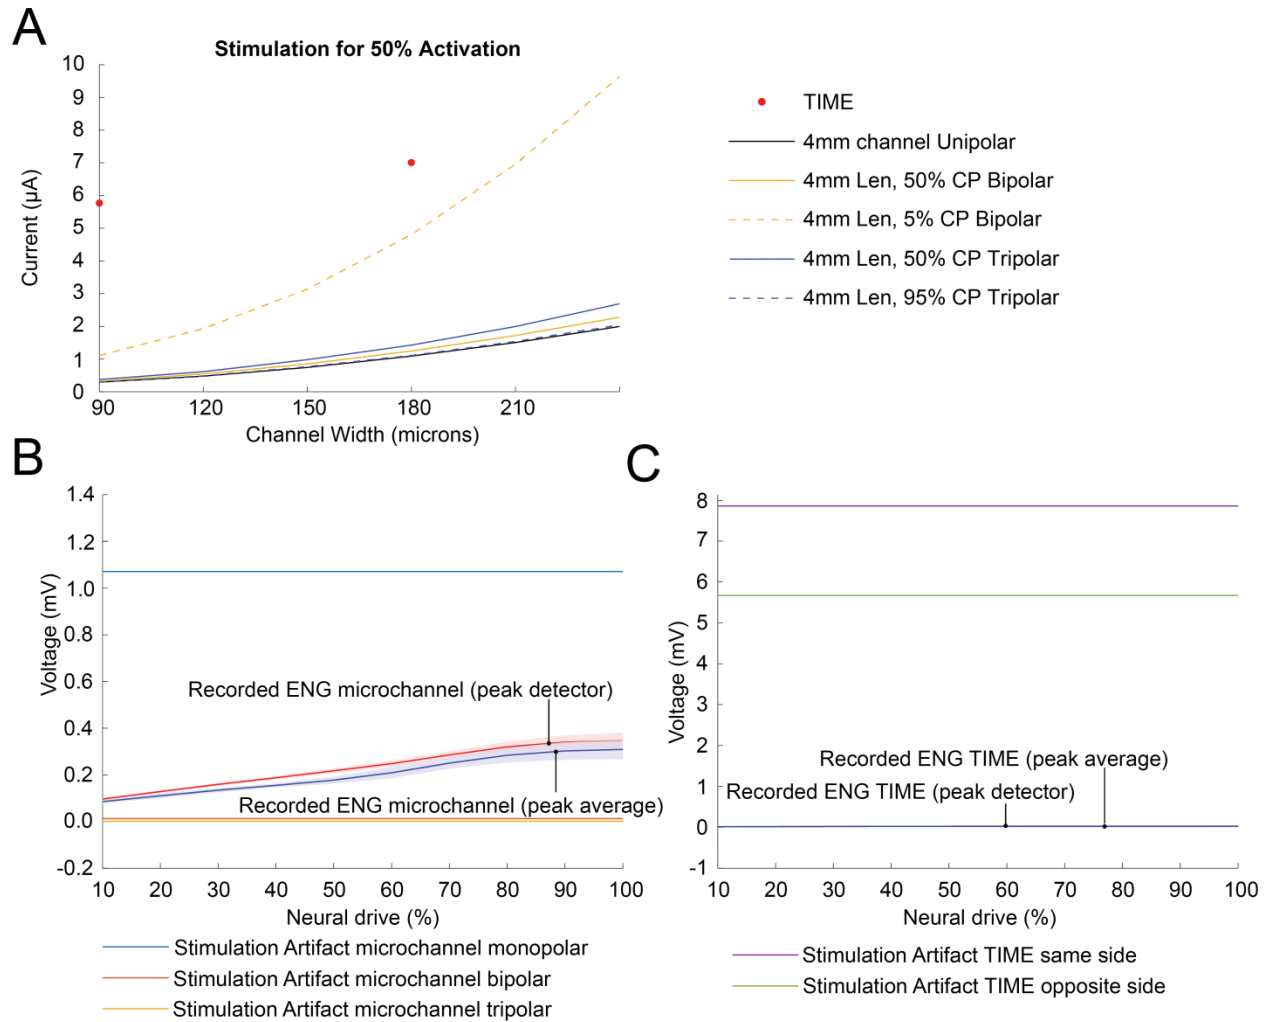 A
Stimulation for 50% Activation
10
9
8
7
6
5
4
3
2
1
0
Current (µA)
90
120
150
180
210
Channel Width (microns)
TIME
4mm channel Unipolar
4mm Len, 50% CP Bipolar
4mm Len, 5% CP Bipolar
4mm Len, 50% CP Tripolar
4mm Len, 95% CP Tripolar
B
1.4
1.2
1.0
0.8
0.6
0.4
0.2
0.0
-0.2
Voltage (mV)
Recorded ENG microchannel (peak detector)
Recorded ENG microchannel (peak average)
10 20 30 40 50 60 70 80 90 100
Neural drive (%)
Stimulation Artifact microchannel monopolar
Stimulation Artifact microchannel bipolar
Stimulation Artifact microchannel tripolar
C
8
7
6
5
4
3
2
1
0
-1
Voltage (mV)
Recorded ENG TIME (peak average)
Recorded ENG TIME (peak detector)
10 20 30 40 50 60 70 80 90 100
Neural drive (%)
Stimulation Artifact TIME same side
Stimulation Artifact TIME opposite side